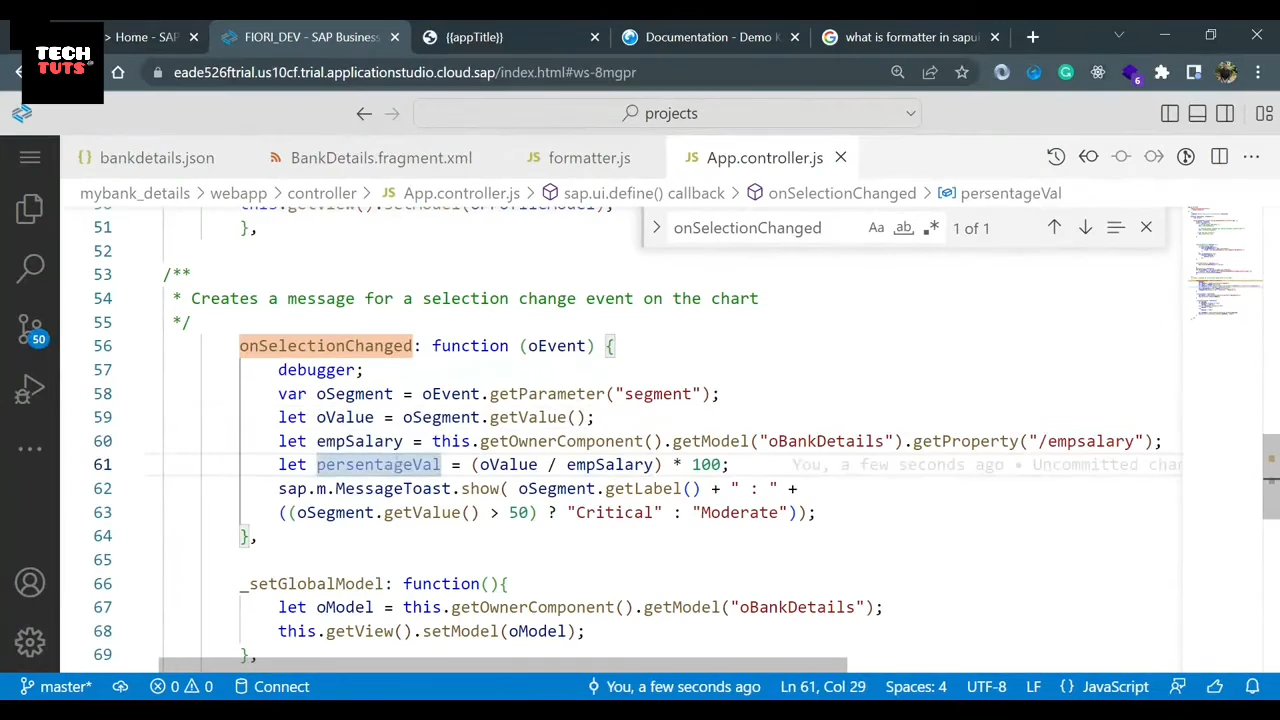 TECH
TUTS
> Home - SAP
FIORI_DEV - SAP Business
{{appTitle}}
Documentation - Demo K
what is formatter in sapui
eade526ftrial.us10cf.trial.applicationstudio.cloud.sap/index.html#ws-8mgpr
6
projects
bankdetails.json
BankDetails.fragment.xml
JS formatter.js
JS App.controller.js
mybank_details > webapp > controller > JS App.controller.js > sap.ui.define() callback > onSelectionChanged > persentageVal
onSelectionChanged Aa ab .* 1 of 1
51 },
52
53 /**
54 * Creates a message for a selection change event on the chart
55 */
56 onSelectionChanged: function (oEvent) {
57 debugger;
58 var oSegment = oEvent.getParameter("segment");
59 let oValue = oSegment.getValue();
60 let empSalary = this.getOwnerComponent().getModel("oBankDetails").getProperty("/empsalary");
61 let persentageVal = (oValue / empSalary) * 100; You, a few seconds ago • Uncommitted chan
62 sap.m.MessageToast.show( oSegment.getLabel() + " : " +
63 ((oSegment.getValue() > 50) ? "Critical" : "Moderate"));
64 },
65
66 _setGlobalModel: function(){
67 let oModel = this.getOwnerComponent().getModel("oBankDetails");
68 this.getView().setModel(oModel);
69 },
50
master* 0 0 Connect You, a few seconds ago Ln 61, Col 29 Spaces: 4 UTF-8 LF {} JavaScript